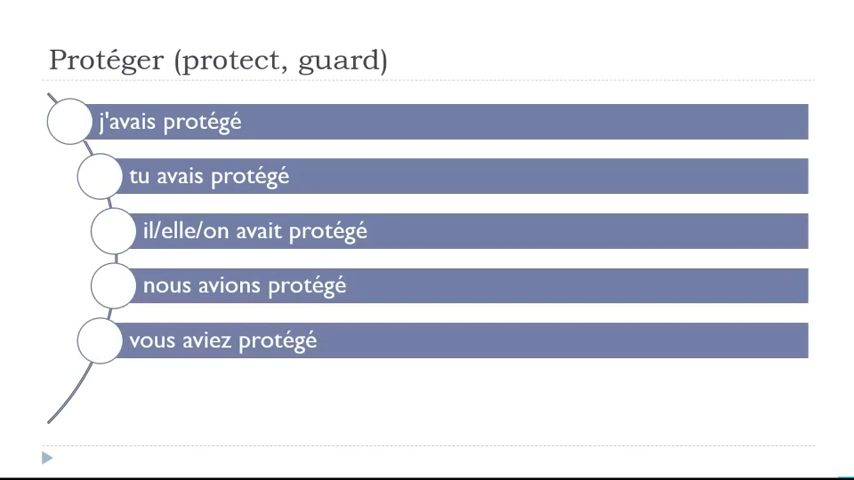 Protéger (protect, guard)
j'avais protégé
tu avais protégé
il/elle/on avait protégé
nous avions protégé
vous aviez protégé